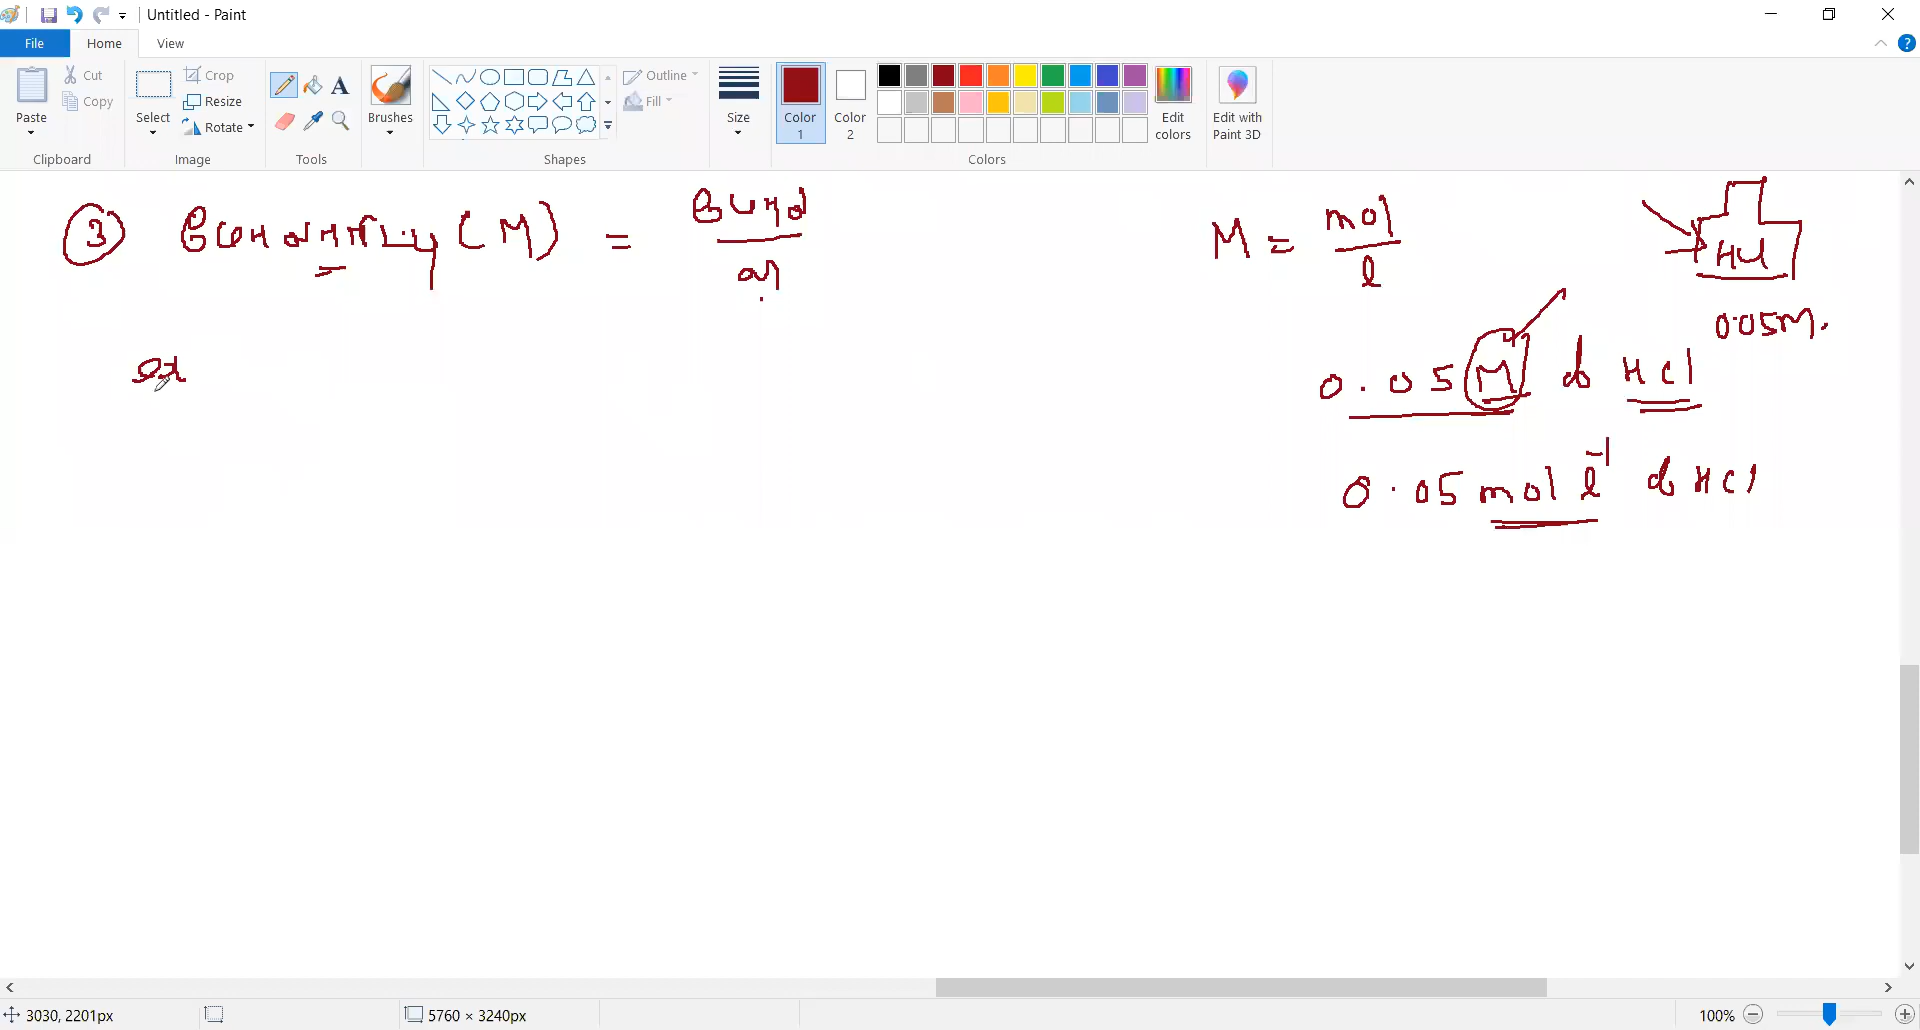 Untitled - Paint
File Home View
Cut
Copy
Paste
Clipboard
Crop
Resize
Rotate
Select
Image
Tools
Brushes
Outline
Fill
Shapes
Size
Color 1
Color 2
Edit colors
Colors
Edit with Paint 3D
3 (M) =
M = mol / l
HCl
0.05M.
0.05 M HCl
0.05 mol l⁻¹ HCl
3030, 2201px
5760 × 3240px
100%